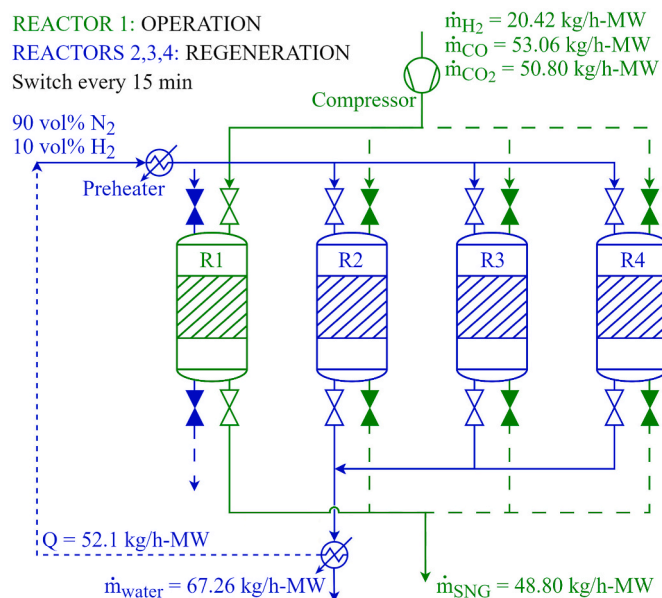 REACTOR 1: OPERATION
REACTORS 2,3,4: REGENERATION
Switch every 15 min
ṁH₂ = 20.42 kg/h-MW
ṁCO = 53.06 kg/h-MW
ṁCO₂ = 50.80 kg/h-MW
Compressor
90 vol% N₂
10 vol% H₂
Preheater
R1
R2
R3
R4
Q = 52.1 kg/h-MW
ṁwater = 67.26 kg/h-MW
ṁSNG = 48.80 kg/h-MW